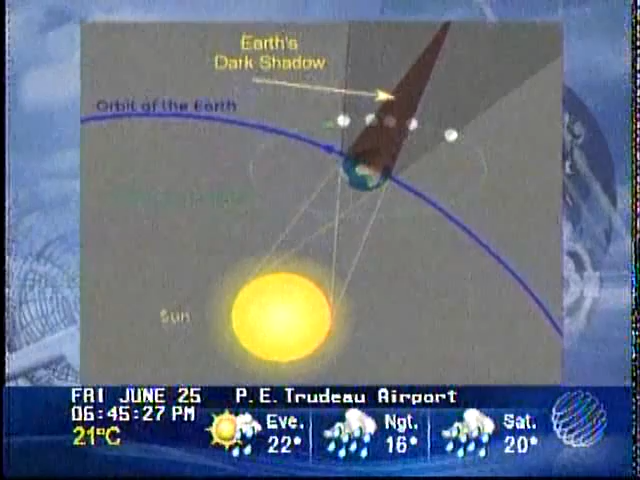 Earth's
Dark Shadow
Orbit of the Earth
Sun
FRI JUNE 25 P.E. Trudeau Airport
06:45:27 PM
21°C
Eve.
22°
Ngt.
16°
Sat.
20°